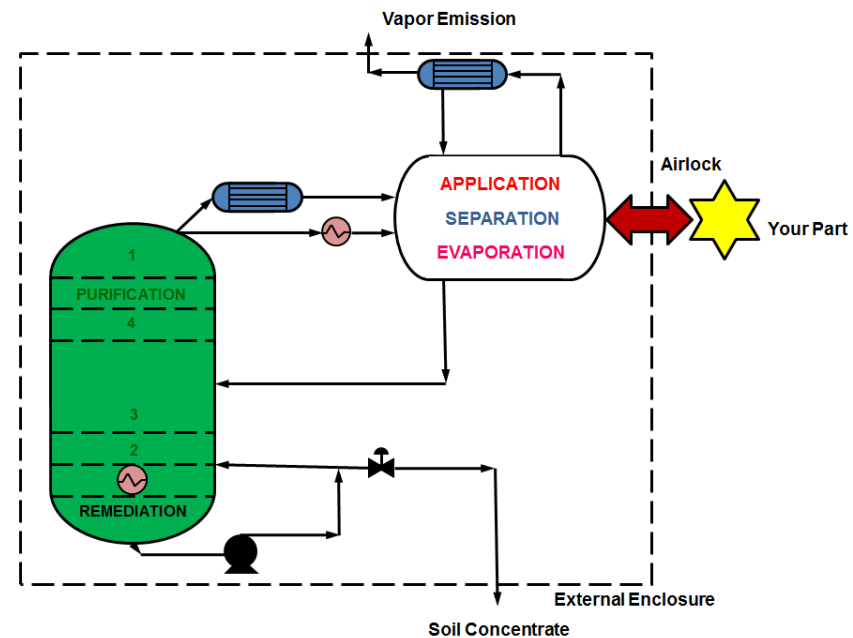 Vapor Emission
Airlock
APPLICATION
SEPARATION
EVAPORATION
Your Part
1
PURIFICATION
4
3
2
REMEDIATION
External Enclosure
Soil Concentrate